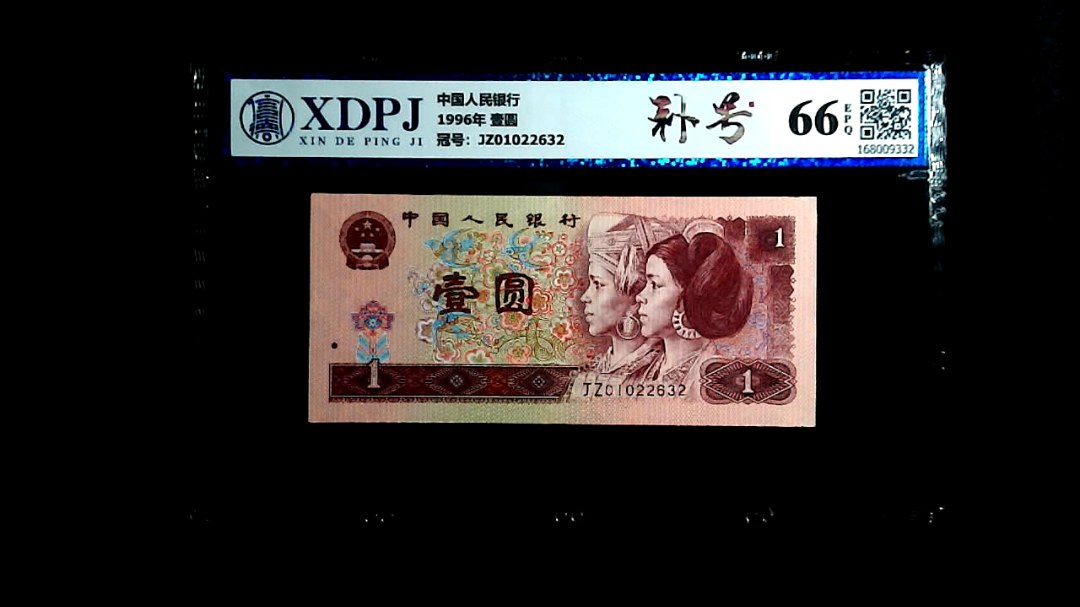 XDPJ
XIN DE PING JI
中国人民银行
1996年 壹圆
冠号: JZ01022632
补号
66
EPQ
168009332
中国人民银行
1
壹圆
1
JZ01022632
1